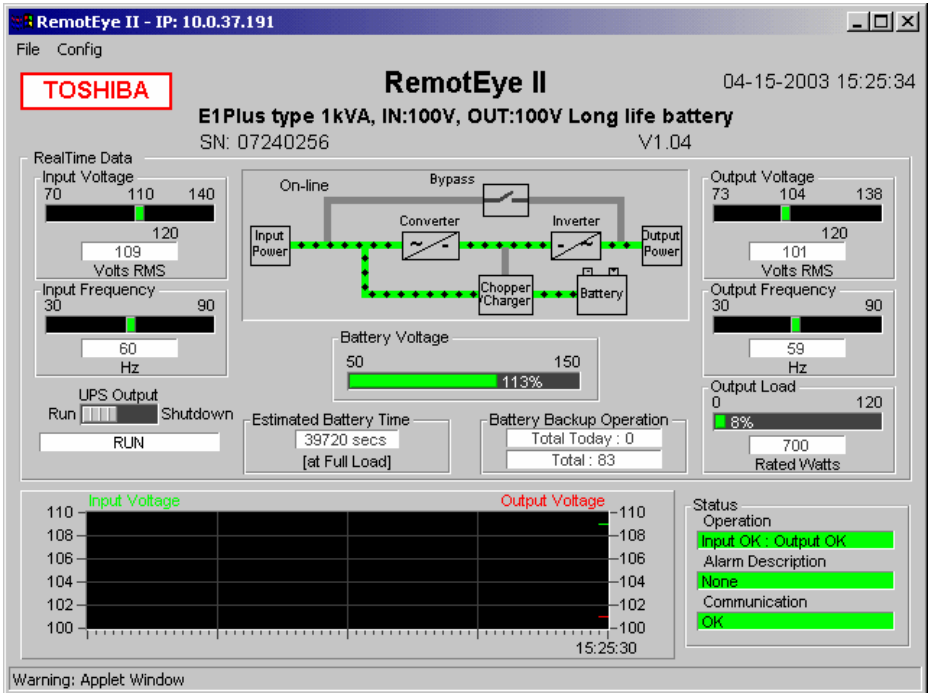 RemotEye II - IP: 10.0.37.191
File Config
TOSHIBA
RemotEye II
04-15-2003 15:25:34
E1Plus type 1kVA, IN:100V, OUT:100V Long life battery
SN: 07240256
V1.04
RealTime Data
Input Voltage
70 110 140
120
109
Volts RMS
Input Frequency
30 90
60
Hz
UPS Output
Run Shutdown
RUN
On-line
Bypass
Converter
Inverter
Input
Power
Output
Power
Chopper
/Charger
Battery
Battery Voltage
50 150
113%
Estimated Battery Time
39720 secs
[at Full Load]
Battery Backup Operation
Total Today : 0
Total : 83
Output Voltage
73 104 138
120
101
Volts RMS
Output Frequency
30 90
59
Hz
Output Load
0 120
8%
700
Rated Watts
Input Voltage
Output Voltage
110 110
108 108
106 106
104 104
102 102
100 100
15:25:30
Status
Operation
Input OK : Output OK
Alarm Description
None
Communication
OK
Warning: Applet Window